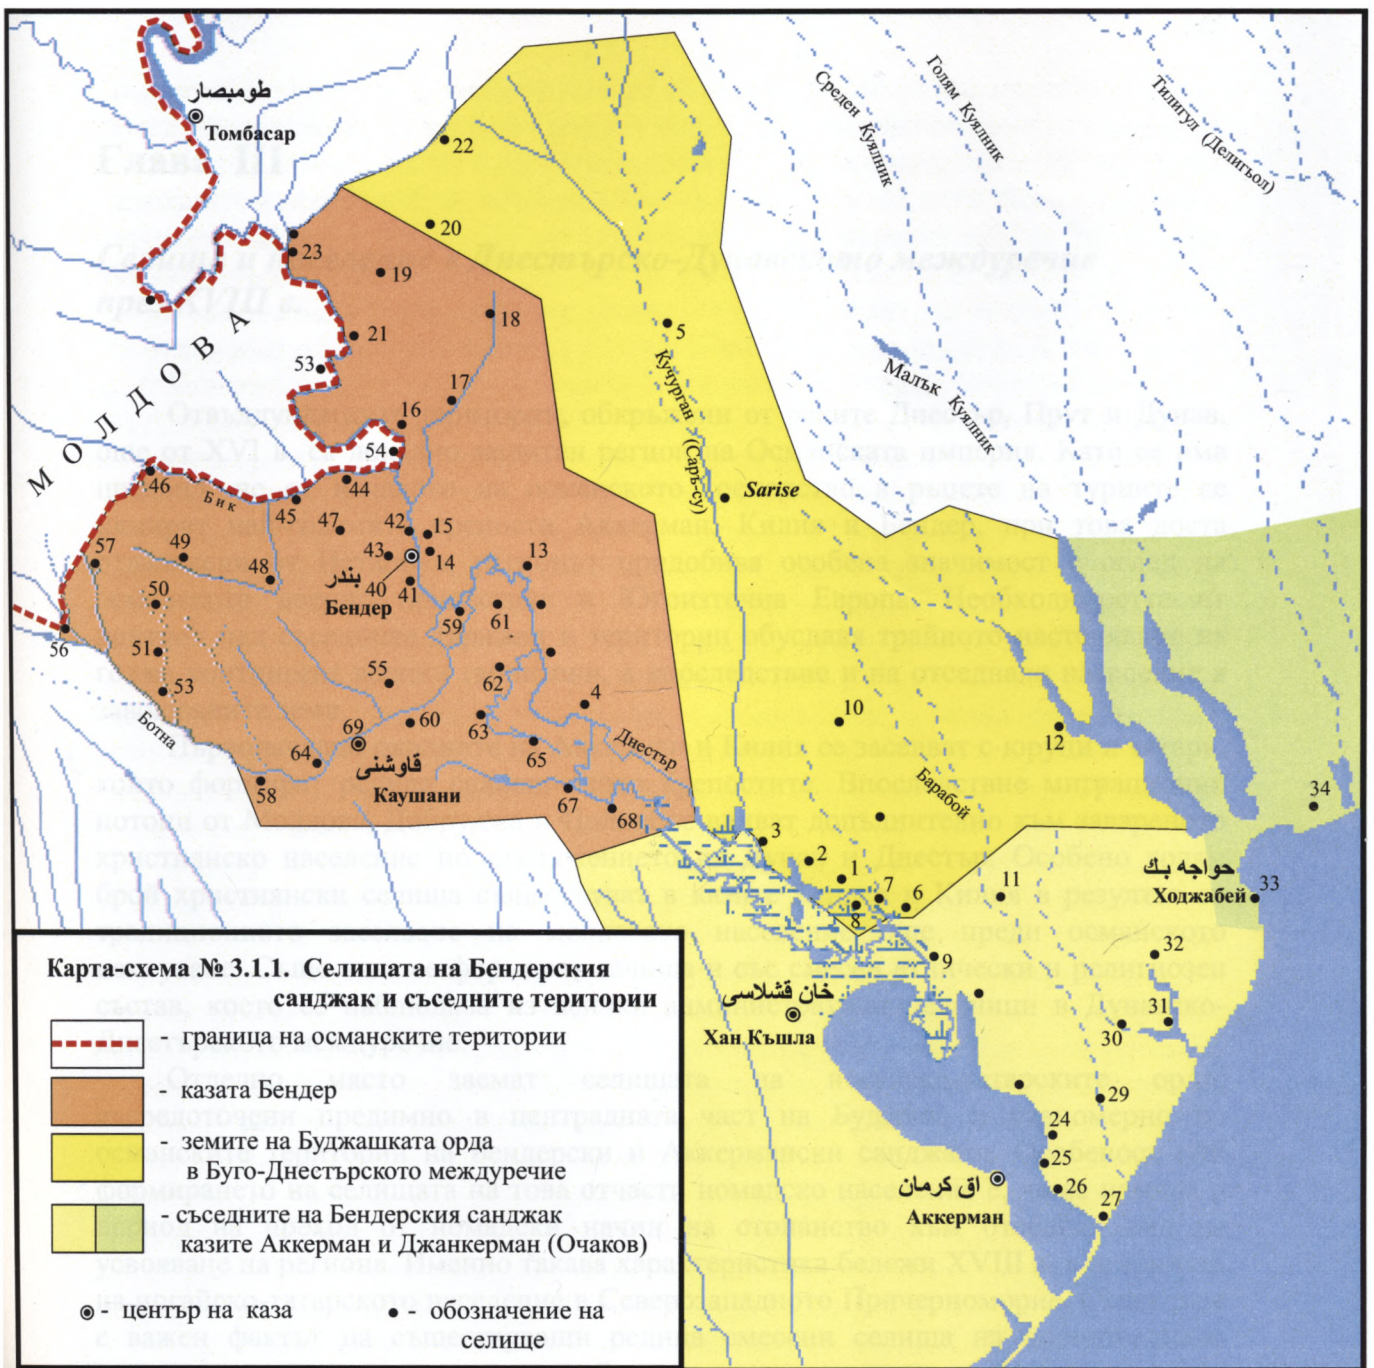 طومبصار
Томбасар
Среден Куялник
Голям Куялник
Тилигул (Делигьол)
22
20
23
19
МОЛДОВА
21
18
5
53
17
Кучурган (Саръ-су)
Малък Куялник
16
54
46
Бик
44
45
Sarise
47
42
15
57
49
43
14
13
48
بندر
40
50
Бендер
41
59
61
56
51
53
55
62
4
10
Ботна
69
60
63
Днестър
12
64
قاوشنى
65
58
Каушани
67
68
Барабой
34
3
2
1
7
6
11
حواجه بك
Ходжабей
33
8
9
32
خان قشلاسى
Хан Къшла
31
30
29
24
25
اق كرمان
26
27
Аккерман
Карта-схема № 3.1.1. Селищата на Бендерския
санджак и съседните територии
- граница на османските територии
- казата Бендер
- земите на Буджашката орда
в Буго-Днестърското междуречие
- съседните на Бендерския санджак
казите Аккерман и Джанкерман (Очаков)
- център на каза
- обозначение на
селище